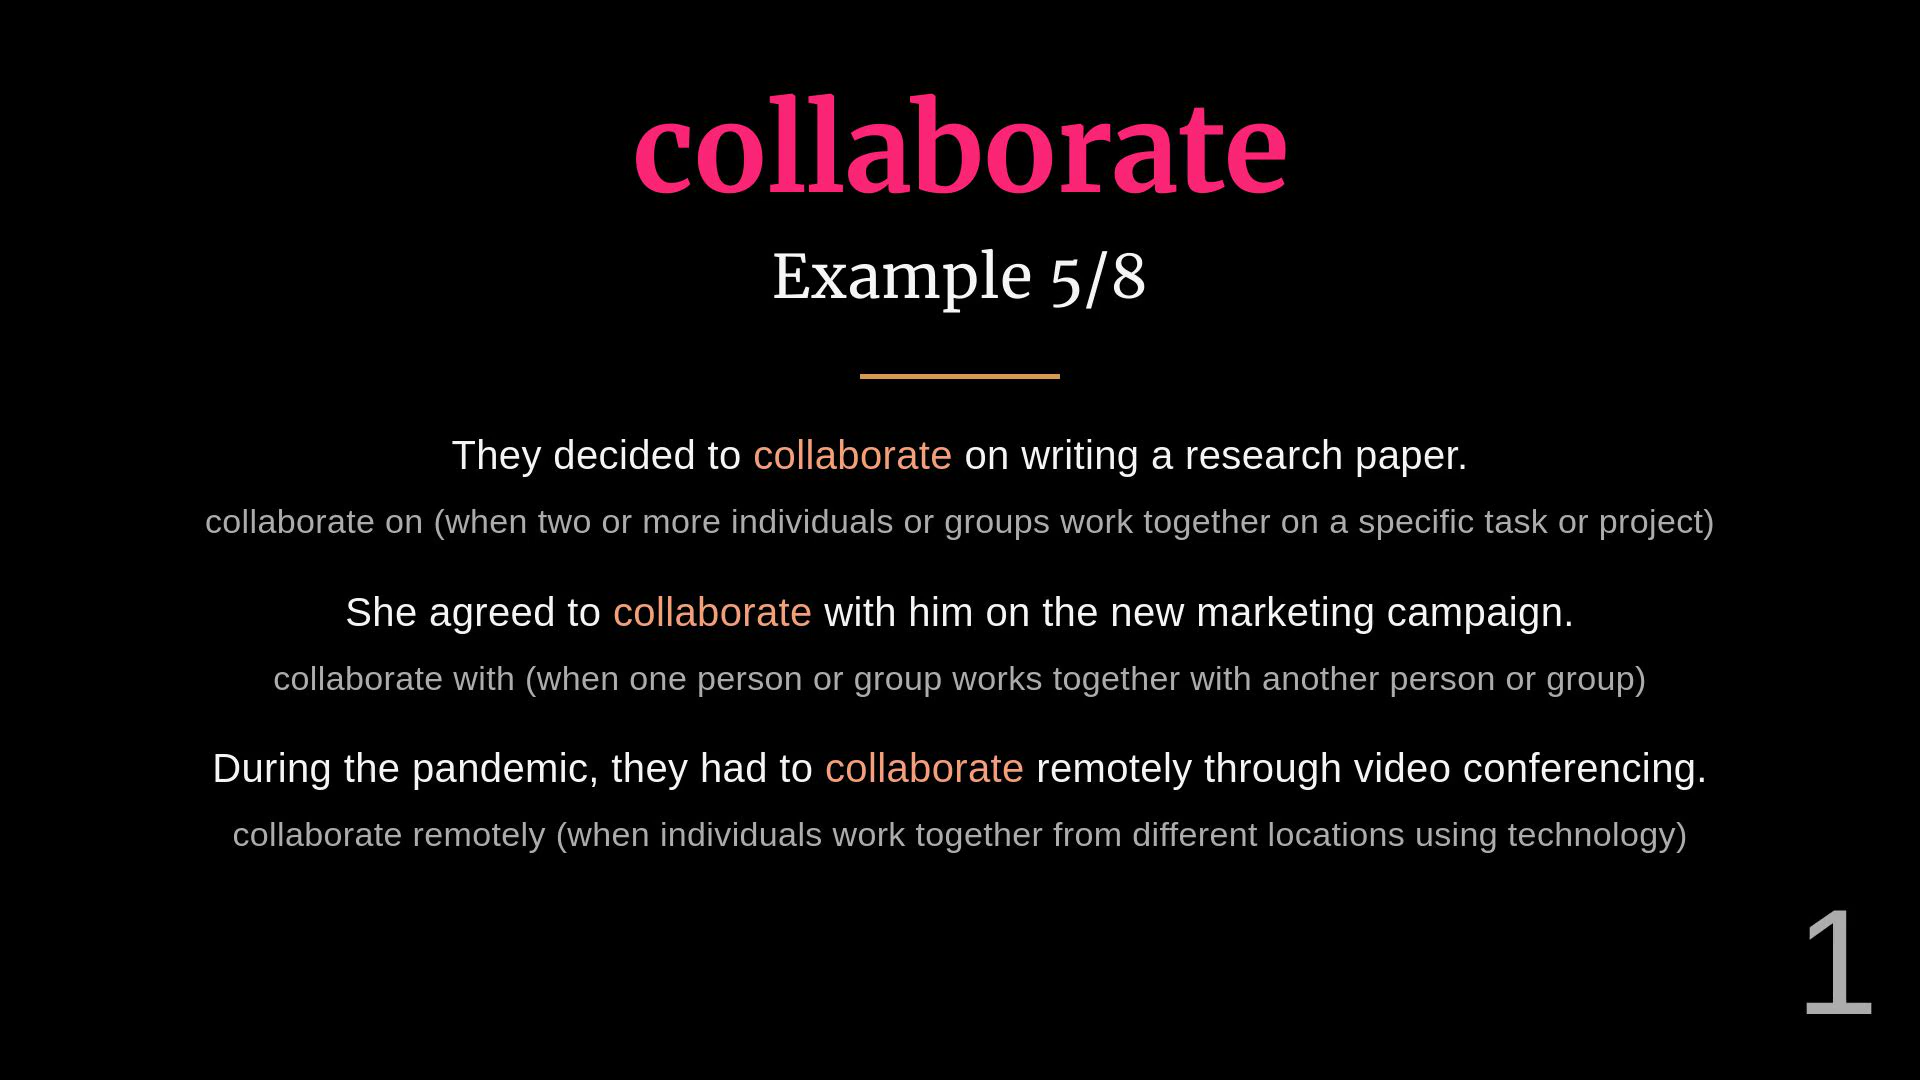 collaborate
Example 5/8
They decided to collaborate on writing a research paper.
collaborate on (when two or more individuals or groups work together on a specific task or project)
She agreed to collaborate with him on the new marketing campaign.
collaborate with (when one person or group works together with another person or group)
During the pandemic, they had to collaborate remotely through video conferencing.
collaborate remotely (when individuals work together from different locations using technology)
1